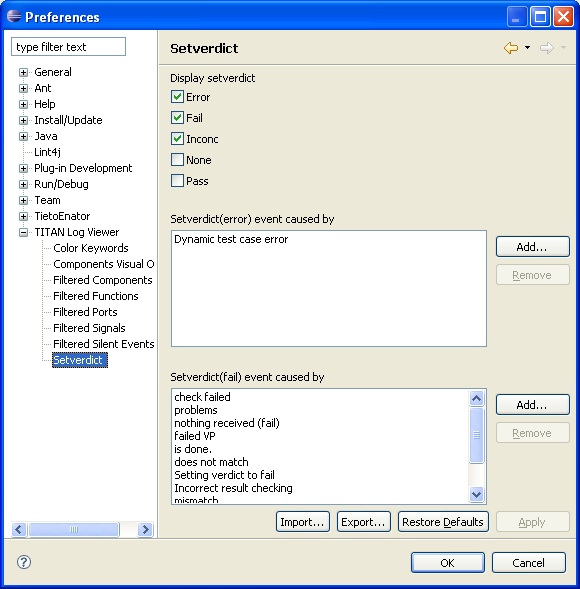 Preferences
type filter text
General
Ant
Help
Install/Update
Java
Lint4j
Plug-in Development
Run/Debug
Team
TietoEnator
TITAN Log Viewer
Color Keywords
Components Visual O
Filtered Components
Filtered Functions
Filtered Ports
Filtered Signals
Filtered Silent Events
Setverdict
Setverdict
Display setverdict
Error
Fail
Inconc
None
Pass
Setverdict(error) event caused by
Dynamic test case error
Add...
Remove
Setverdict(fail) event caused by
check failed
problems
nothing received (fail)
failed VP
is done.
does not match
Setting verdict to fail
Incorrect result checking
mismatch
Add...
Remove
Import... Export... Restore Defaults Apply
? OK Cancel